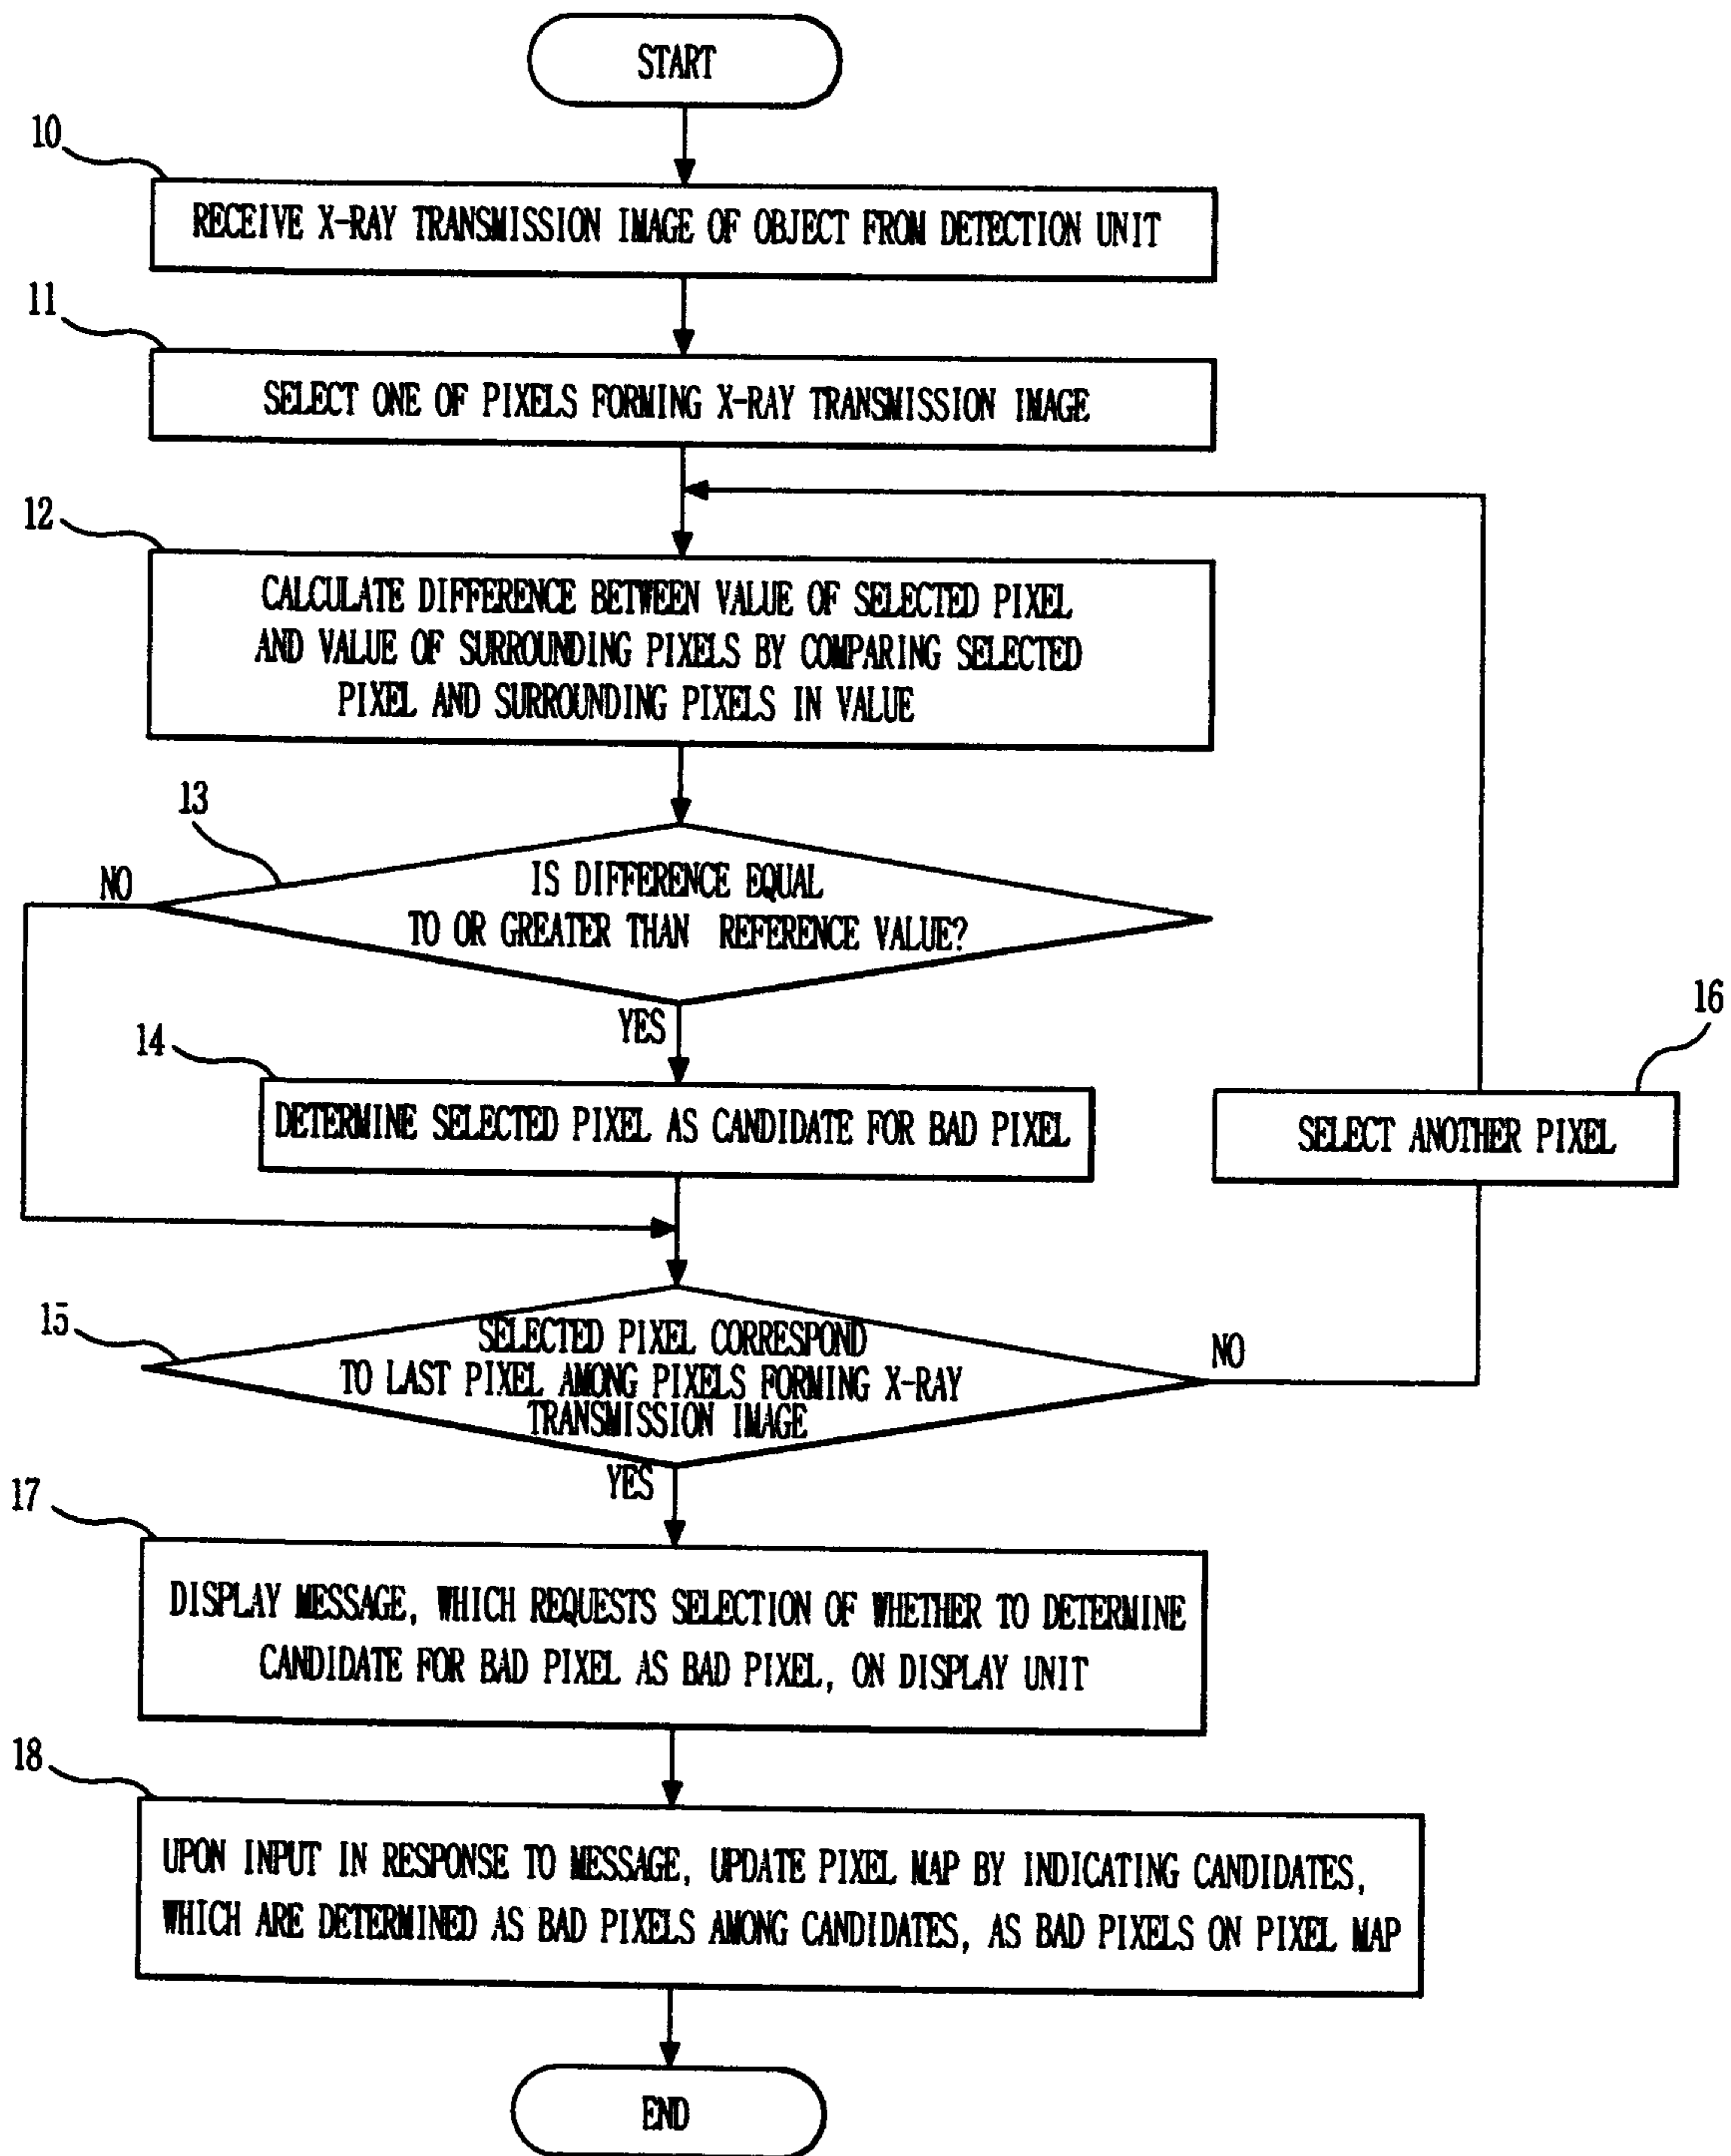 START
10
RECEIVE X-RAY TRANSMISSION IMAGE OF OBJECT FROM DETECTION UNIT
11
SELECT ONE OF PIXELS FORMING X-RAY TRANSMISSION IMAGE
12
CALCULATE DIFFERENCE BETWEEN VALUE OF SELECTED PIXEL
AND VALUE OF SURROUNDING PIXELS BY COMPARING SELECTED
PIXEL AND SURROUNDING PIXELS IN VALUE
13
NO
IS DIFFERENCE EQUAL
TO OR GREATER THAN REFERENCE VALUE?
YES
14
DETERMINE SELECTED PIXEL AS CANDIDATE FOR BAD PIXEL
16
SELECT ANOTHER PIXEL
15
SELECTED PIXEL CORRESPOND
TO LAST PIXEL AMONG PIXELS FORMING X-RAY
TRANSMISSION IMAGE
NO
YES
17
DISPLAY MESSAGE, WHICH REQUESTS SELECTION OF WHETHER TO DETERMINE
CANDIDATE FOR BAD PIXEL AS BAD PIXEL, ON DISPLAY UNIT
18
UPON INPUT IN RESPONSE TO MESSAGE, UPDATE PIXEL MAP BY INDICATING CANDIDATES,
WHICH ARE DETERMINED AS BAD PIXELS AMONG CANDIDATES, AS BAD PIXELS ON PIXEL MAP
END